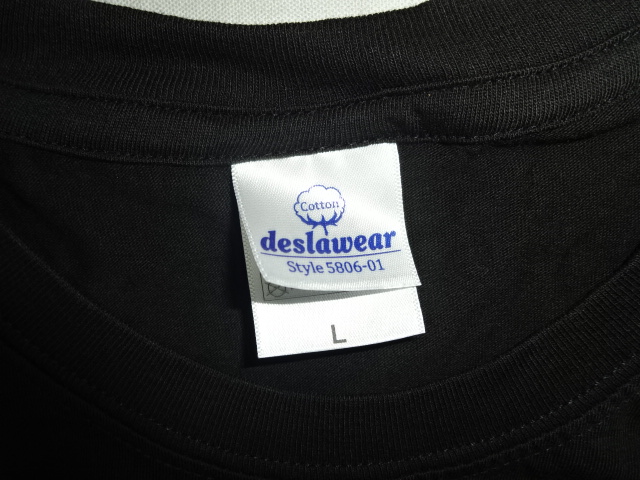 Cotton
deslawear
Style 5806-01
L